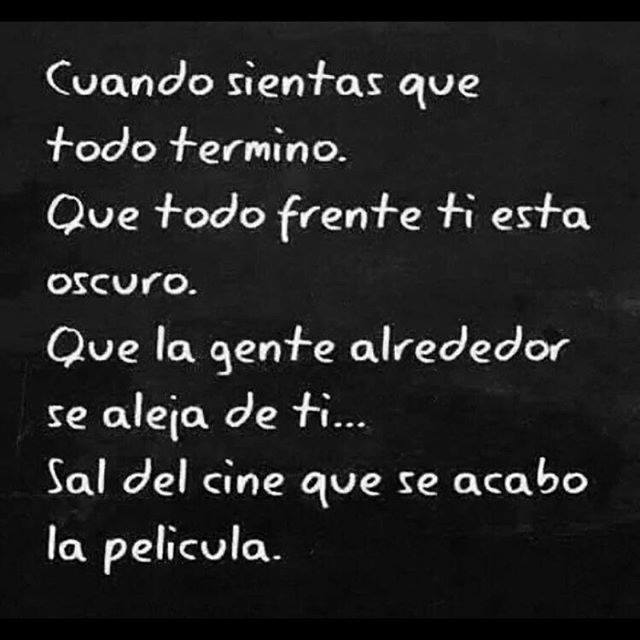 Cuando sientas que
todo termino.
Que todo frente ti esta
oscuro.
Que la gente alrededor
se aleja de ti...
Sal del cine que se acabo
la pelicula.